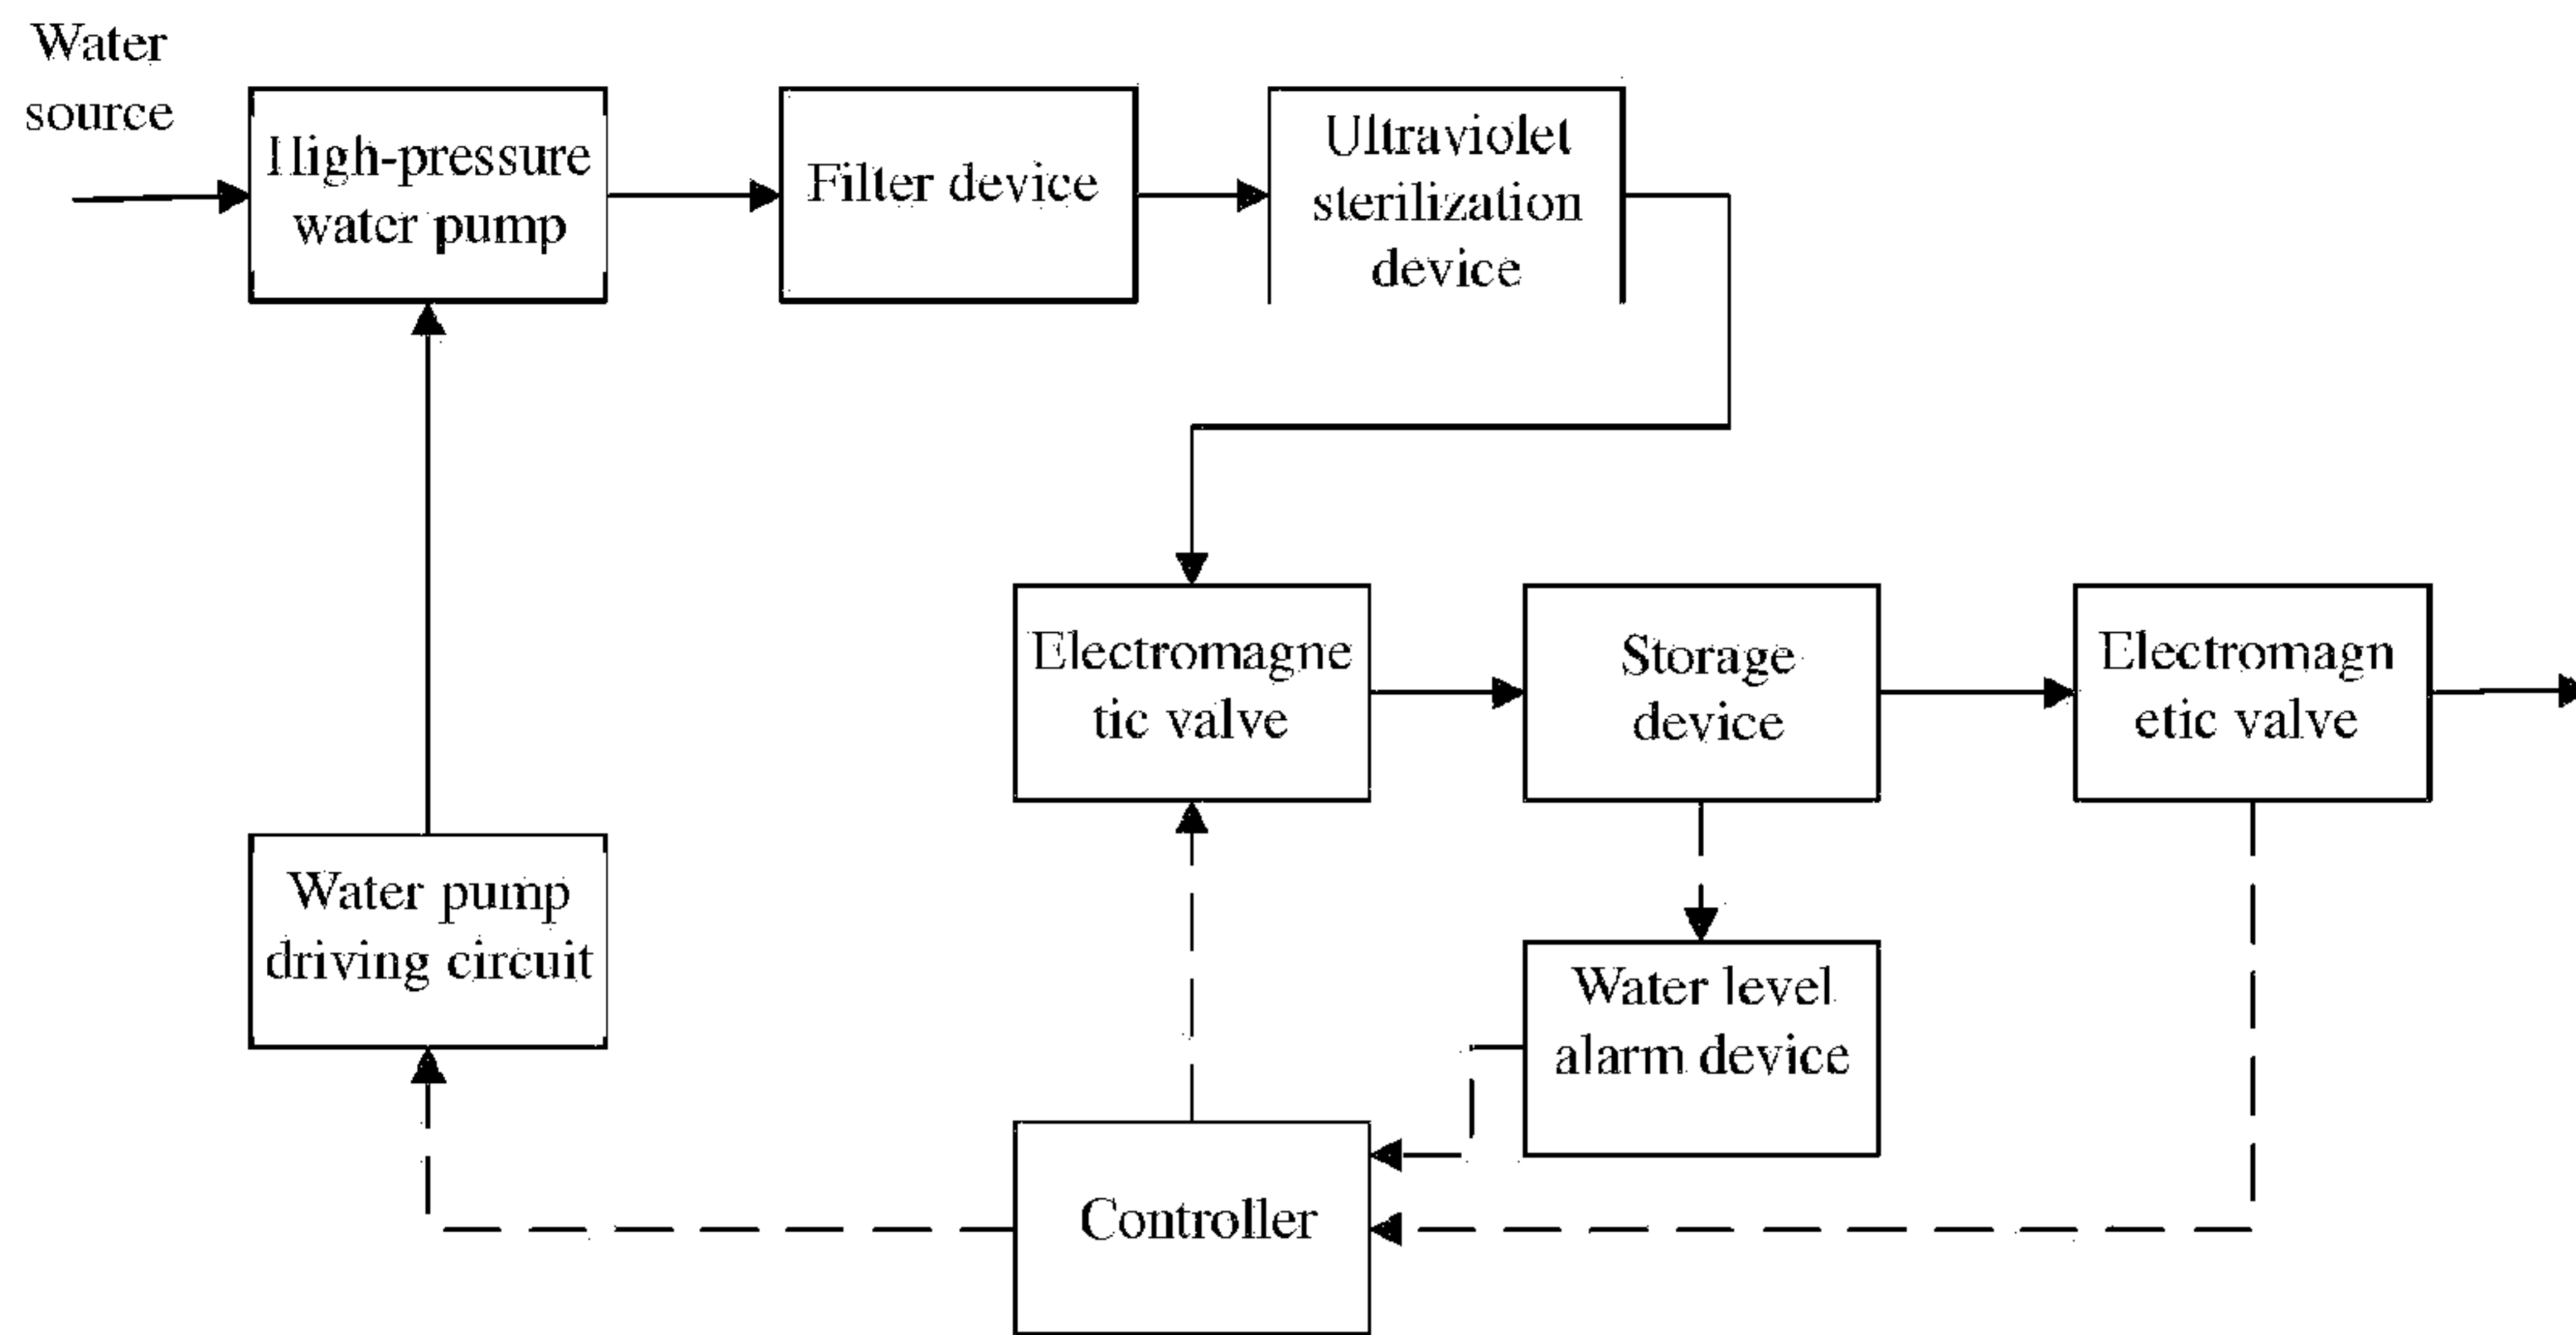 Water
source
High-pressure
water pump
Filter device
Ultraviolet
sterilization
device
Electromagne
tic valve
Storage
device
Electromagn
etic valve
Water pump
driving circuit
Water level
alarm device
Controller